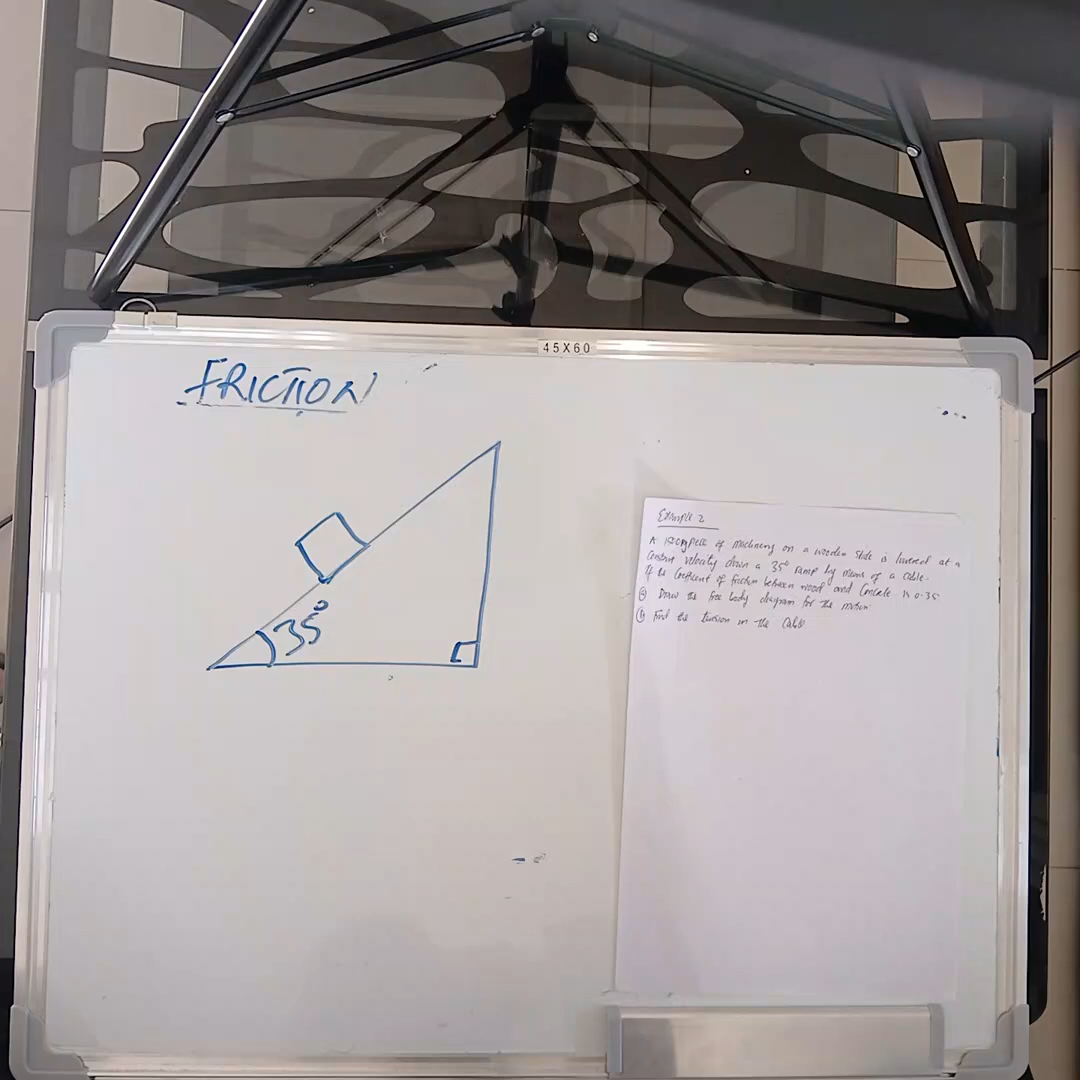 45X60
FRICTION
35°
Example 2
A piece of machinery on a wooden slide is lowered at a
constant velocity down a 35° ramp by means of a cable.
If the coefficient of friction between wood and concrete is 0.35
(a) Draw the free body diagram for the motion
(b) Find the tension in the cable